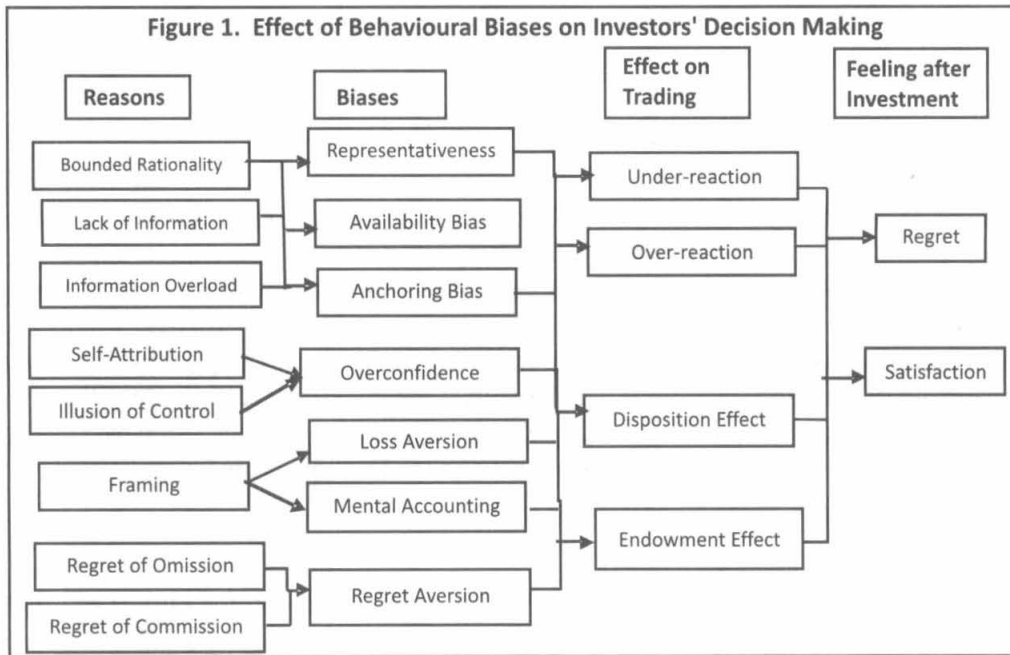 Figure 1. Effect of Behavioural Biases on Investors' Decision Making
Reasons
Biases
Effect on
Trading
Feeling after
Investment
Bounded Rationality
Lack of Information
Information Overload
Self-Attribution
Illusion of Control
Framing
Regret of Omission
Regret of Commission
Representativeness
Availability Bias
Anchoring Bias
Overconfidence
Loss Aversion
Mental Accounting
Regret Aversion
Under-reaction
Over-reaction
Disposition Effect
Endowment Effect
Regret
Satisfaction